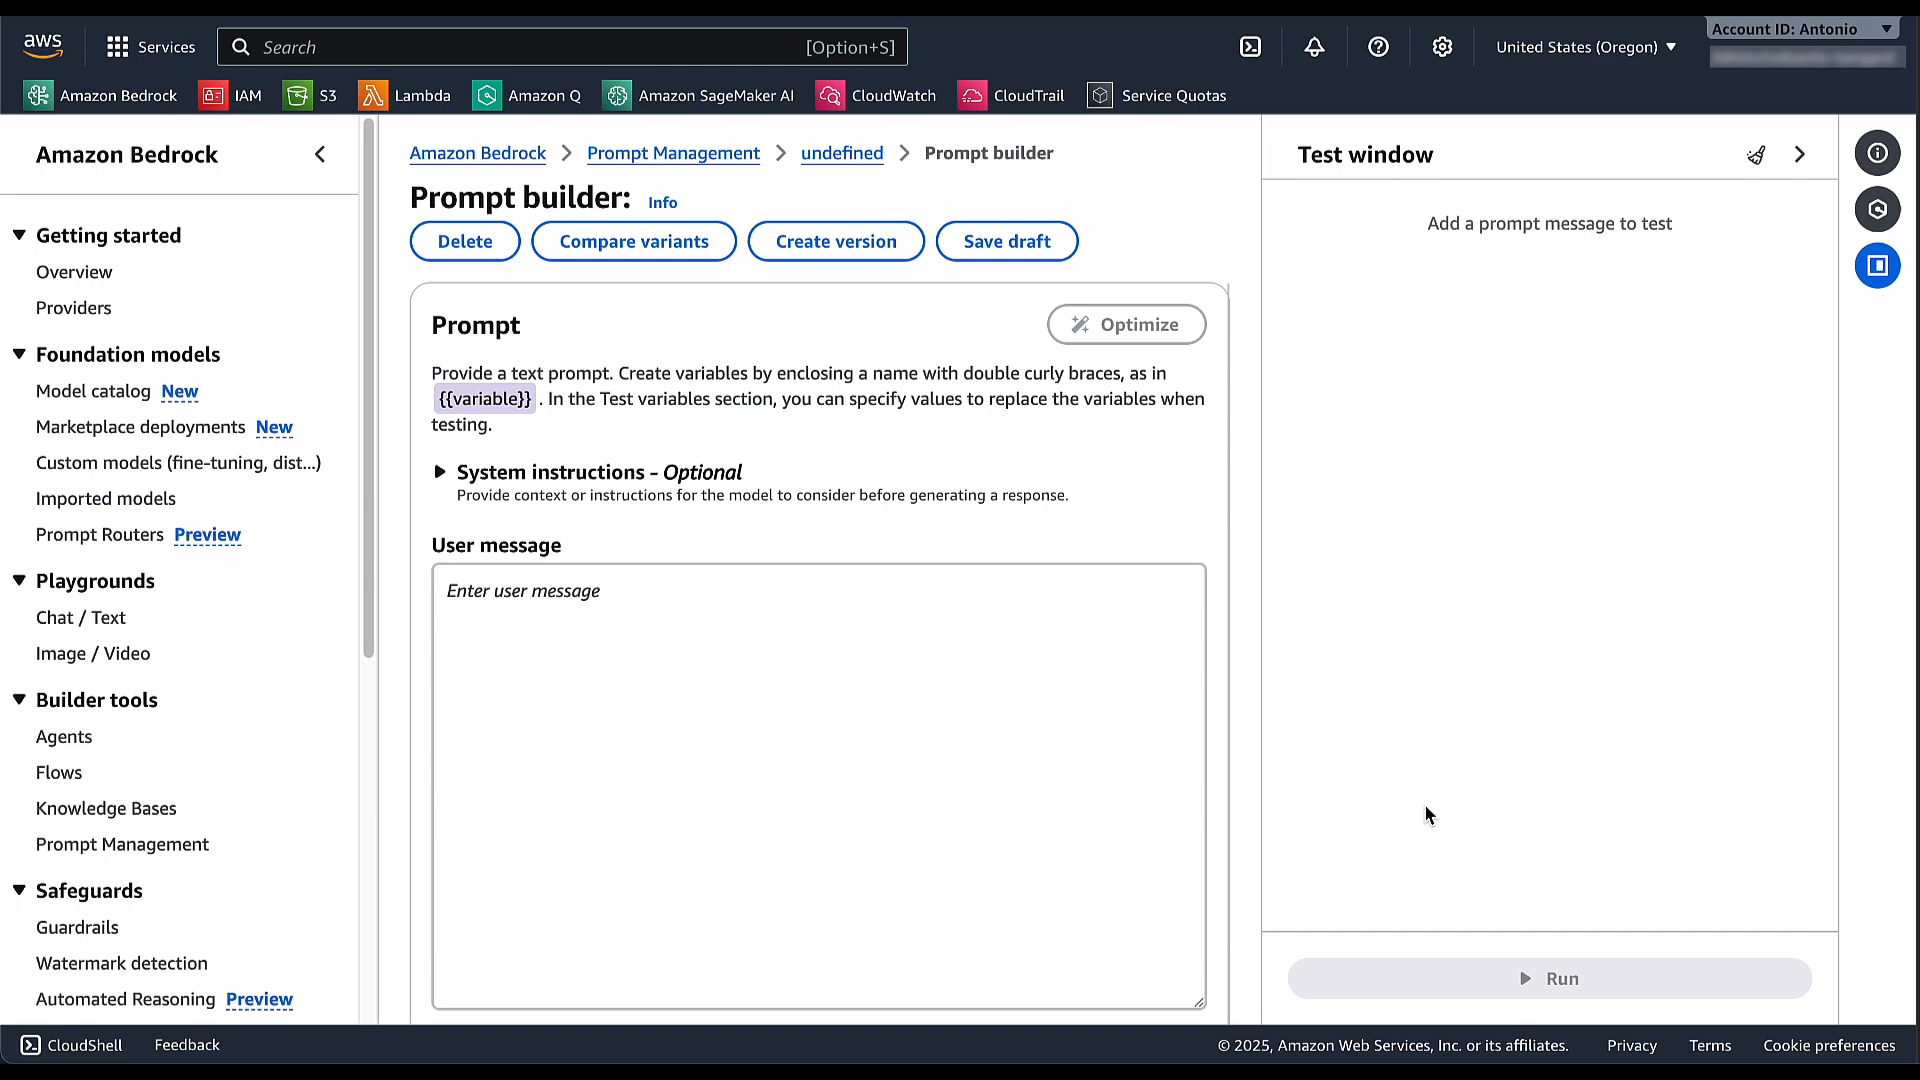 aws
Services
Search
[Option+S]
United States (Oregon)
Account ID: Antonio
Amazon Bedrock
IAM
S3
Lambda
Amazon Q
Amazon SageMaker AI
CloudWatch
CloudTrail
Service Quotas
Amazon Bedrock
Getting started
Overview
Providers
Foundation models
Model catalog New
Marketplace deployments New
Custom models (fine-tuning, dist...)
Imported models
Prompt Routers Preview
Playgrounds
Chat / Text
Image / Video
Builder tools
Agents
Flows
Knowledge Bases
Prompt Management
Safeguards
Guardrails
Watermark detection
Automated Reasoning Preview
Amazon Bedrock > Prompt Management > undefined > Prompt builder
Prompt builder: Info
Delete
Compare variants
Create version
Save draft
Prompt
Optimize
Provide a text prompt. Create variables by enclosing a name with double curly braces, as in
{{variable}} . In the Test variables section, you can specify values to replace the variables when
testing.
System instructions - Optional
Provide context or instructions for the model to consider before generating a response.
User message
Enter user message
Test window
Add a prompt message to test
Run
CloudShell
Feedback
© 2025, Amazon Web Services, Inc. or its affiliates.
Privacy
Terms
Cookie preferences